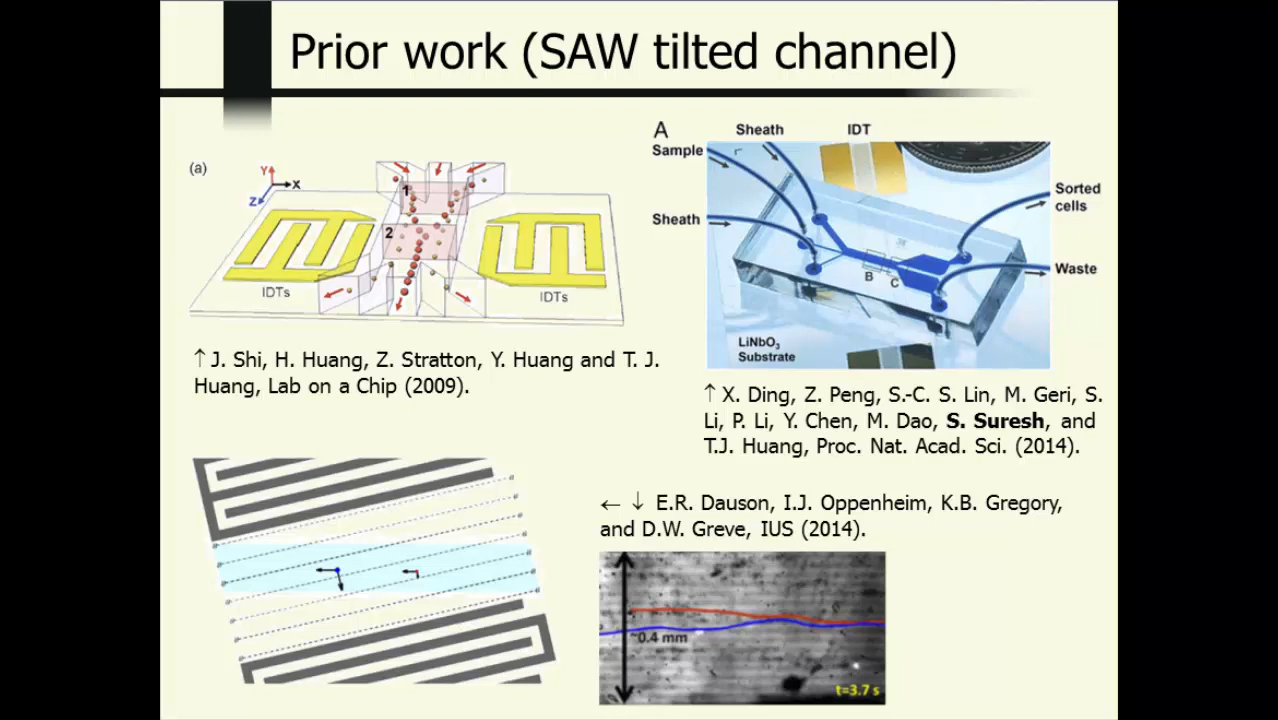 Prior work (SAW tilted channel)
(a)
Y
X
Z
1
2
IDTs
IDTs
↑ J. Shi, H. Huang, Z. Stratton, Y. Huang and T. J.
Huang, Lab on a Chip (2009).
A
Sheath
IDT
Sample
Sheath
Sorted
cells
Waste
B
C
LiNbO₃
Substrate
↑ X. Ding, Z. Peng, S.-C. S. Lin, M. Geri, S.
Li, P. Li, Y. Chen, M. Dao, S. Suresh, and
T.J. Huang, Proc. Nat. Acad. Sci. (2014).
← ↓ E.R. Dauson, I.J. Oppenheim, K.B. Gregory,
and D.W. Greve, IUS (2014).
~0.4 mm
t=3.7 s